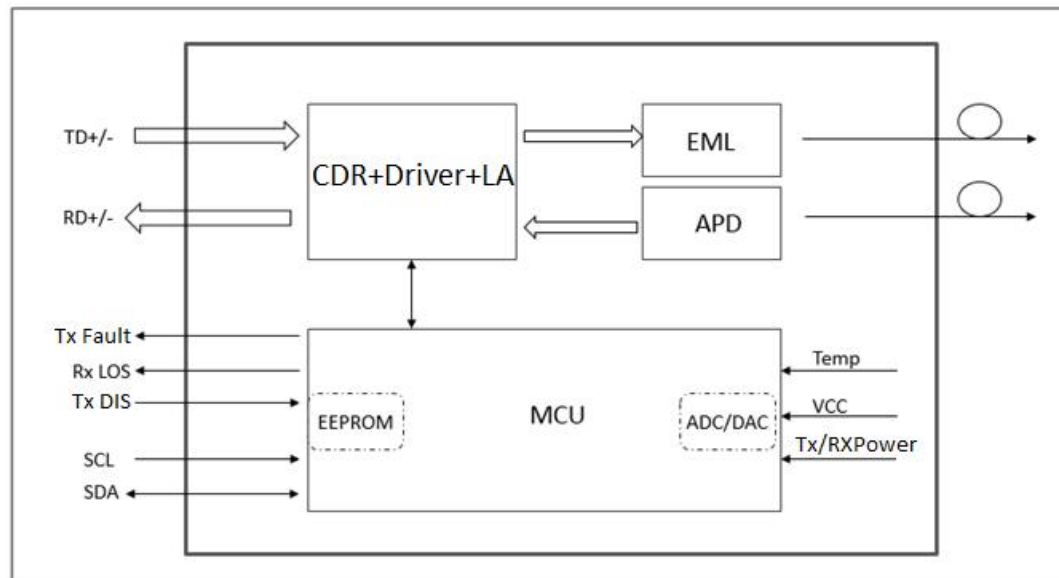 TD+/-
CDR+Driver+LA
EML
RD+/-
APD
Tx Fault
Rx LOS
Tx DIS
SCL
SDA
EEPROM
MCU
ADC/DAC
Temp
VCC
Tx/RXPower